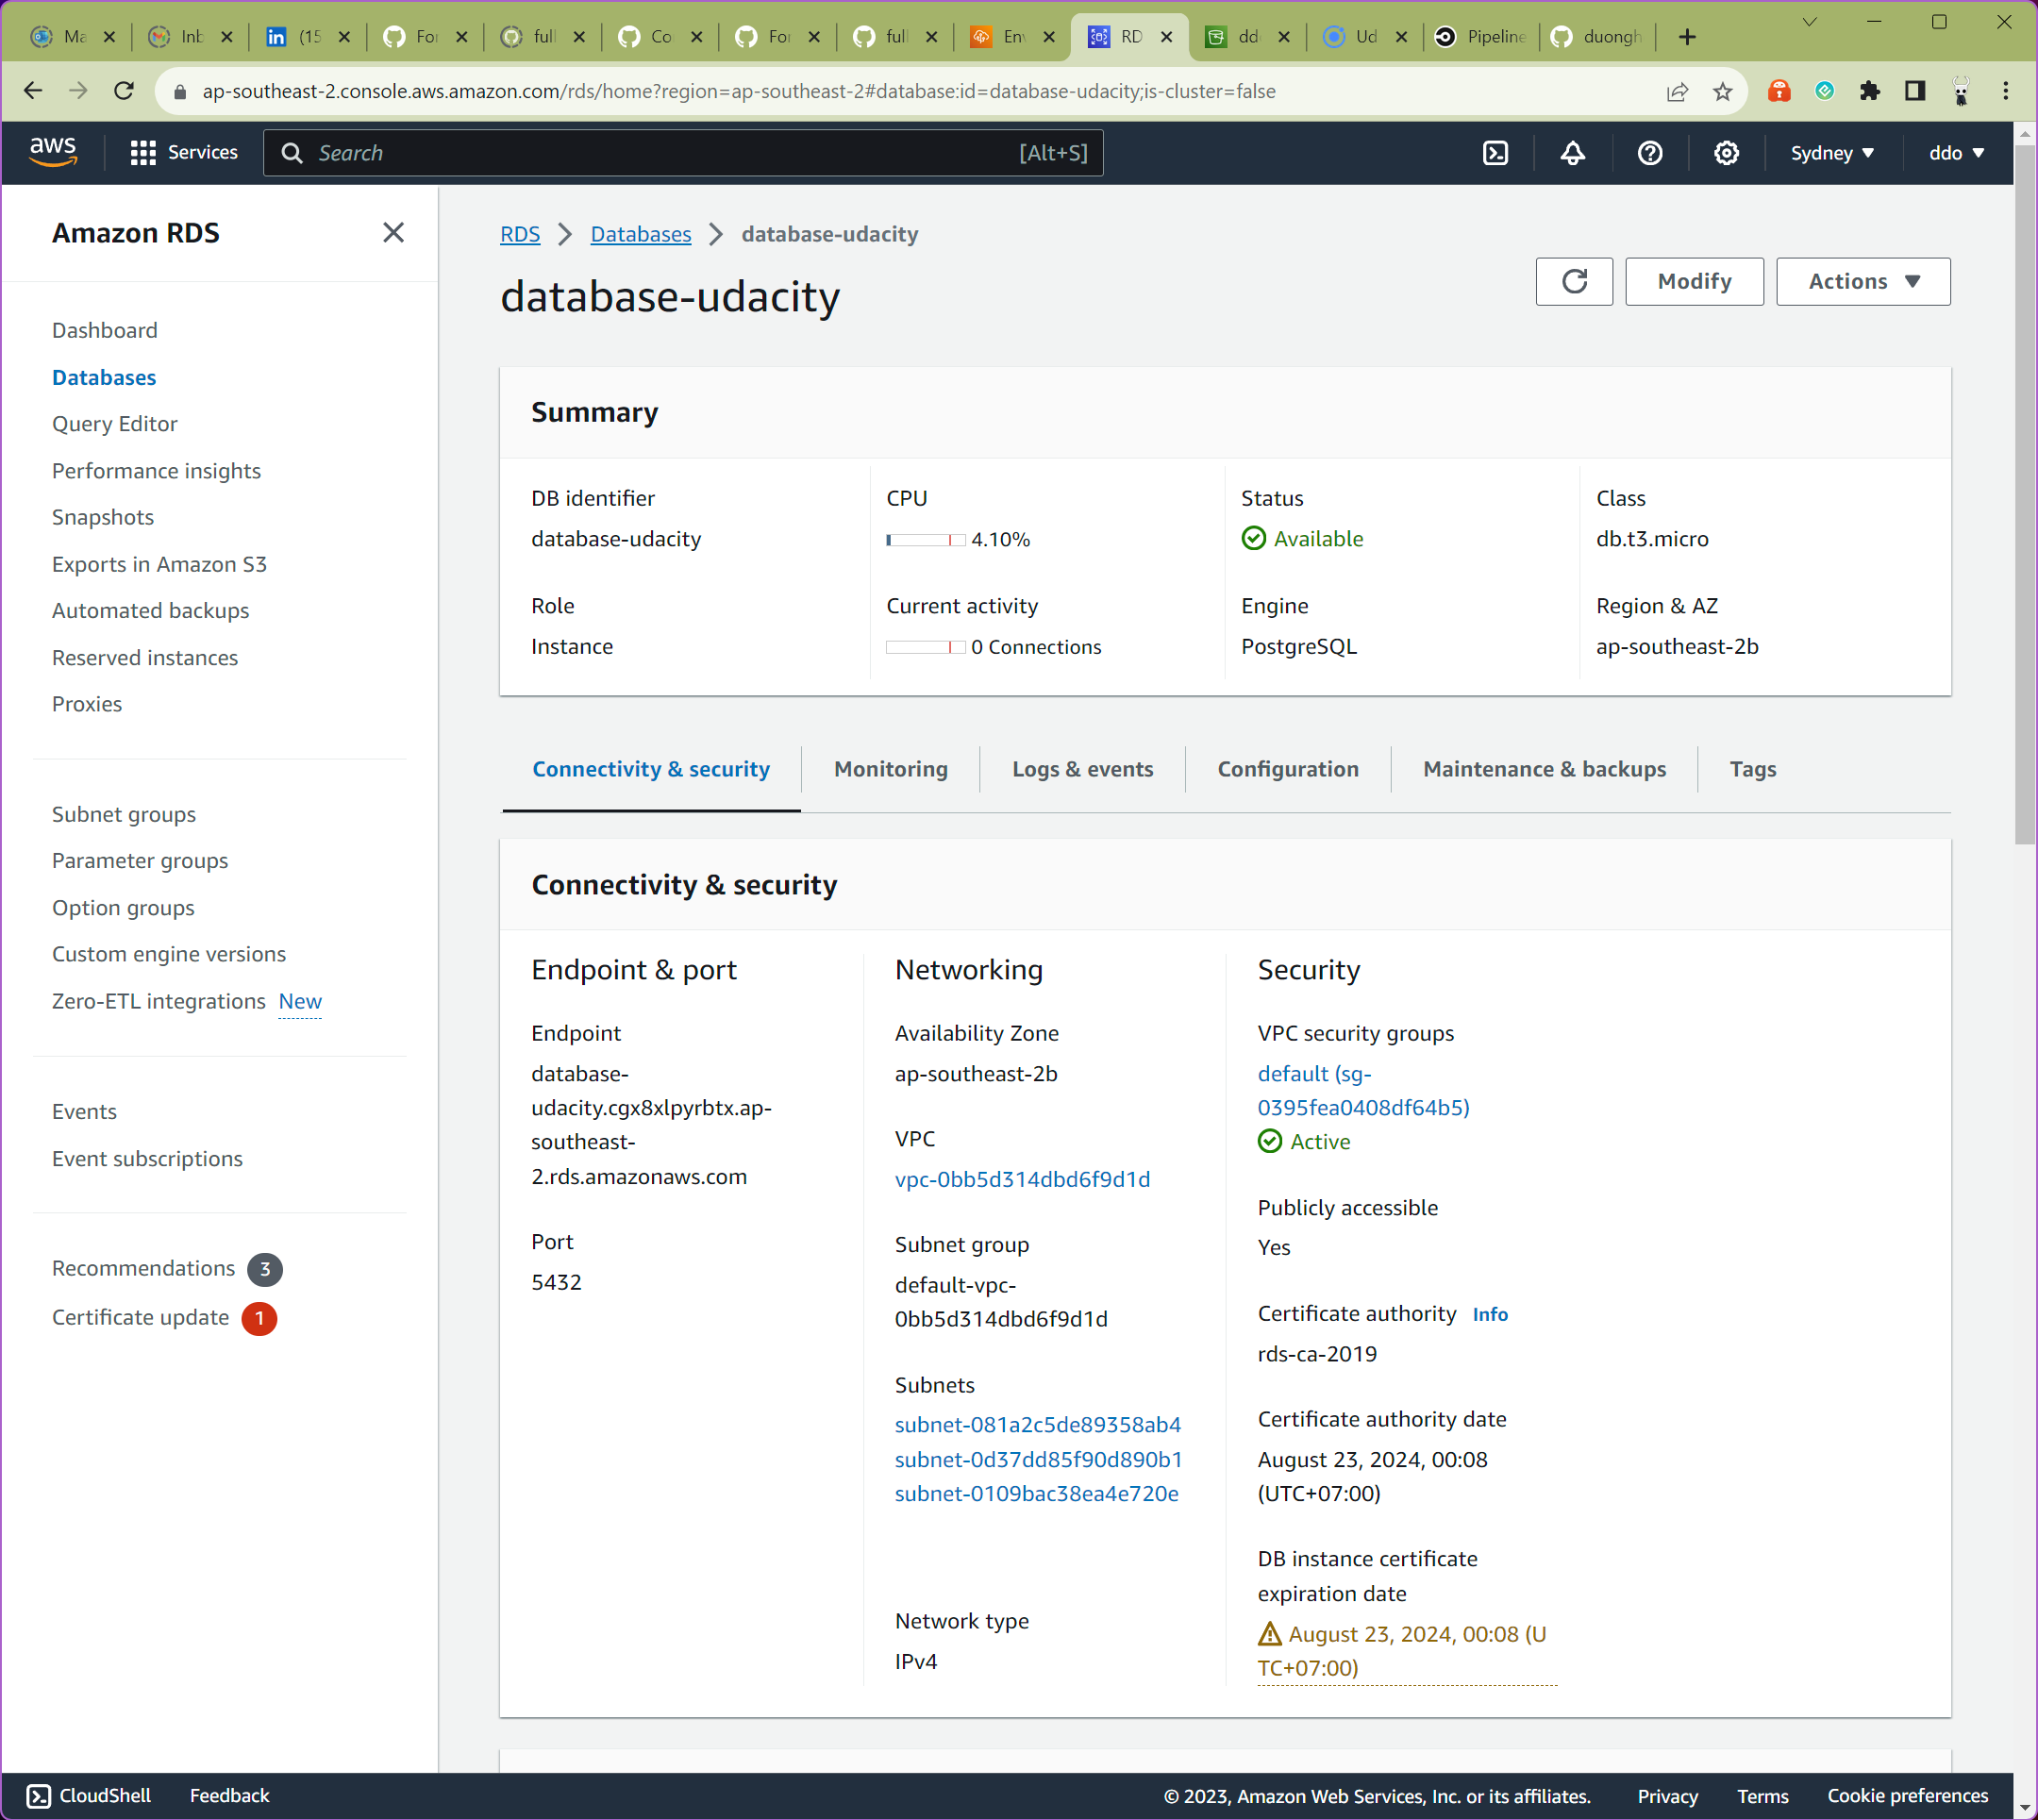 Ma
Inb
(15
For
full
Co
For
full
Env
RD
dd
Ud
Pipeline
duongh
ap-southeast-2.console.aws.amazon.com/rds/home?region=ap-southeast-2#database:id=database-udacity;is-cluster=false
aws
Services
Search
[Alt+S]
Sydney
ddo
Amazon RDS
Dashboard
Databases
Query Editor
Performance insights
Snapshots
Exports in Amazon S3
Automated backups
Reserved instances
Proxies
Subnet groups
Parameter groups
Option groups
Custom engine versions
Zero-ETL integrations New
Events
Event subscriptions
Recommendations 3
Certificate update 1
RDS > Databases > database-udacity
database-udacity
Modify
Actions
Summary
DB identifier
database-udacity
CPU
4.10%
Status
Available
Class
db.t3.micro
Role
Instance
Current activity
0 Connections
Engine
PostgreSQL
Region & AZ
ap-southeast-2b
Connectivity & security
Monitoring
Logs & events
Configuration
Maintenance & backups
Tags
Connectivity & security
Endpoint & port
Endpoint
database-
udacity.cgx8xlpyrbtx.ap-
southeast-
2.rds.amazonaws.com
Port
5432
Networking
Availability Zone
ap-southeast-2b
VPC
vpc-0bb5d314dbd6f9d1d
Subnet group
default-vpc-
0bb5d314dbd6f9d1d
Subnets
subnet-081a2c5de89358ab4
subnet-0d37dd85f90d890b1
subnet-0109bac38ea4e720e
Network type
IPv4
Security
VPC security groups
default (sg-
0395fea0408df64b5)
Active
Publicly accessible
Yes
Certificate authority Info
rds-ca-2019
Certificate authority date
August 23, 2024, 00:08
(UTC+07:00)
DB instance certificate
expiration date
August 23, 2024, 00:08 (U
TC+07:00)
CloudShell
Feedback
© 2023, Amazon Web Services, Inc. or its affiliates.
Privacy
Terms
Cookie preferences